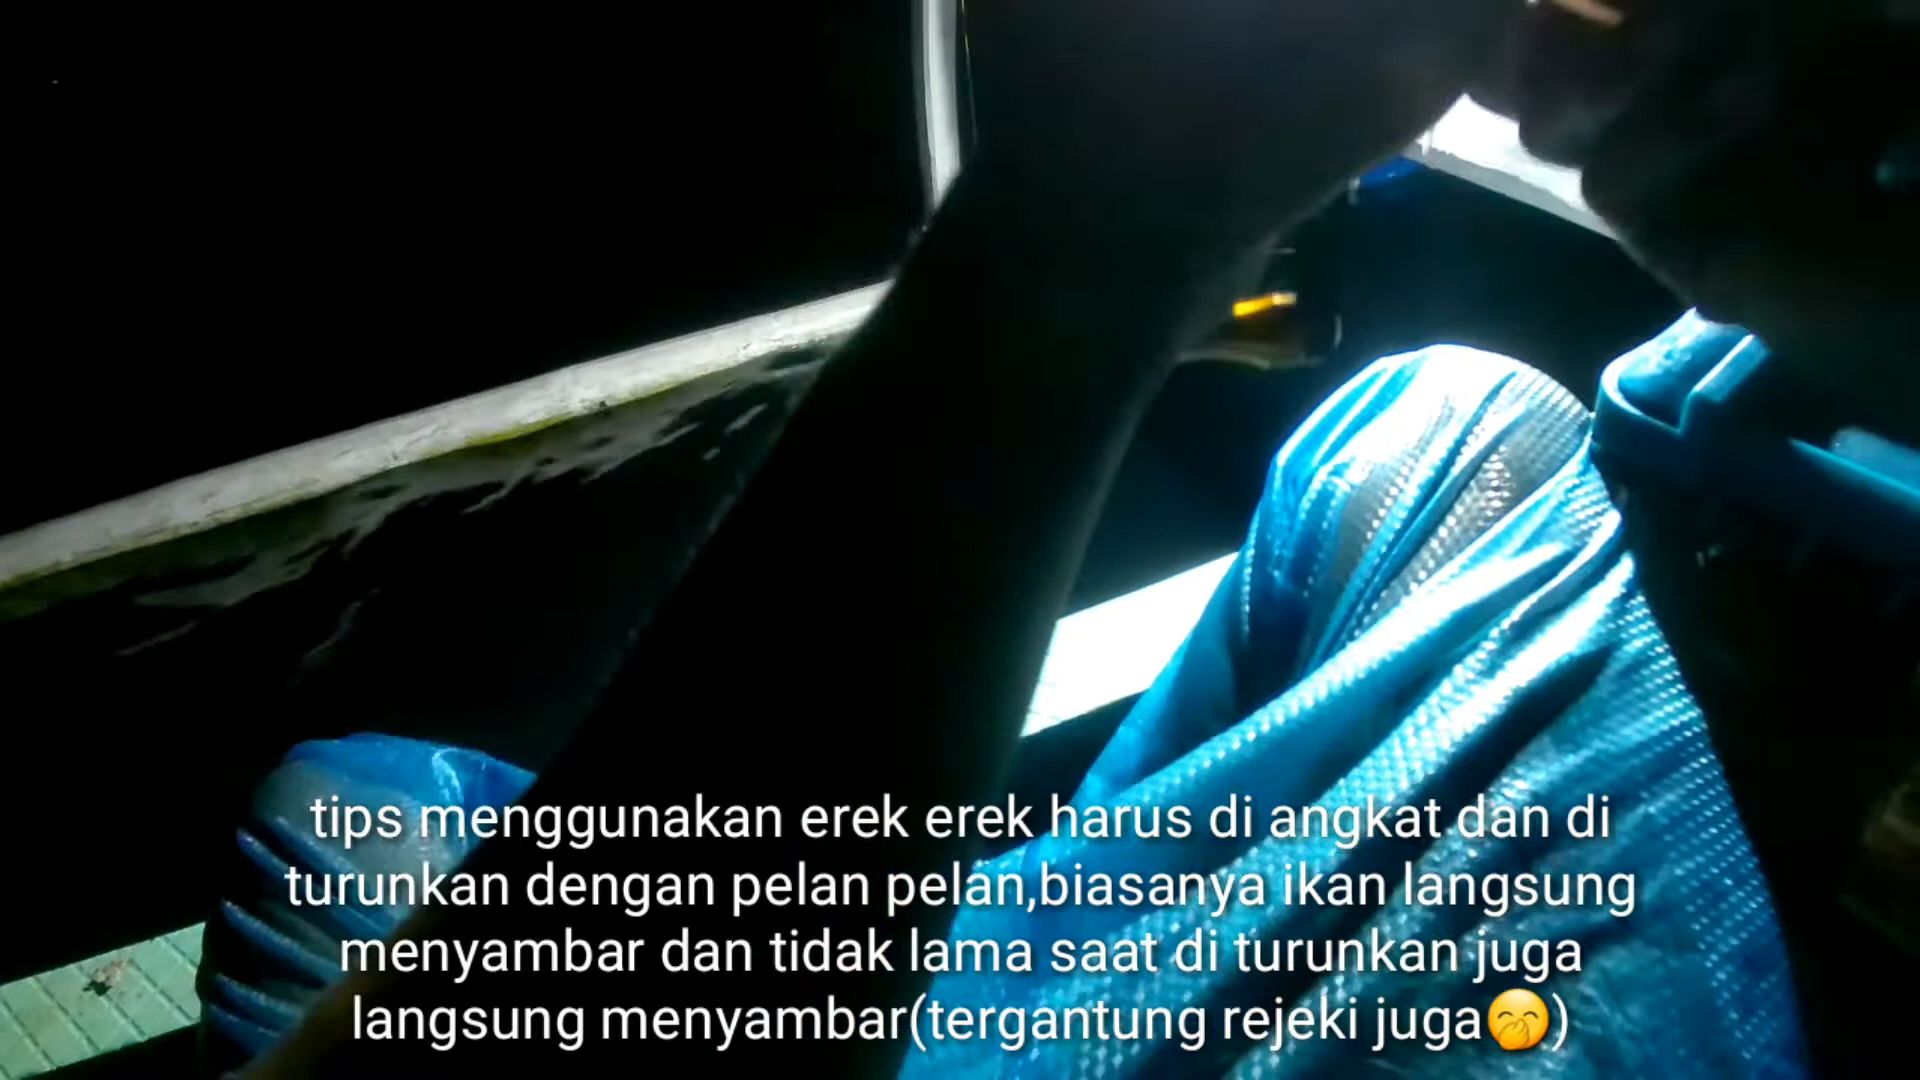 tips menggunakan erek erek harus di angkat dan di
turunkan dengan pelan pelan,biasanya ikan langsung
menyambar dan tidak lama saat di turunkan juga
langsung menyambar(tergantung rejeki juga🤭)